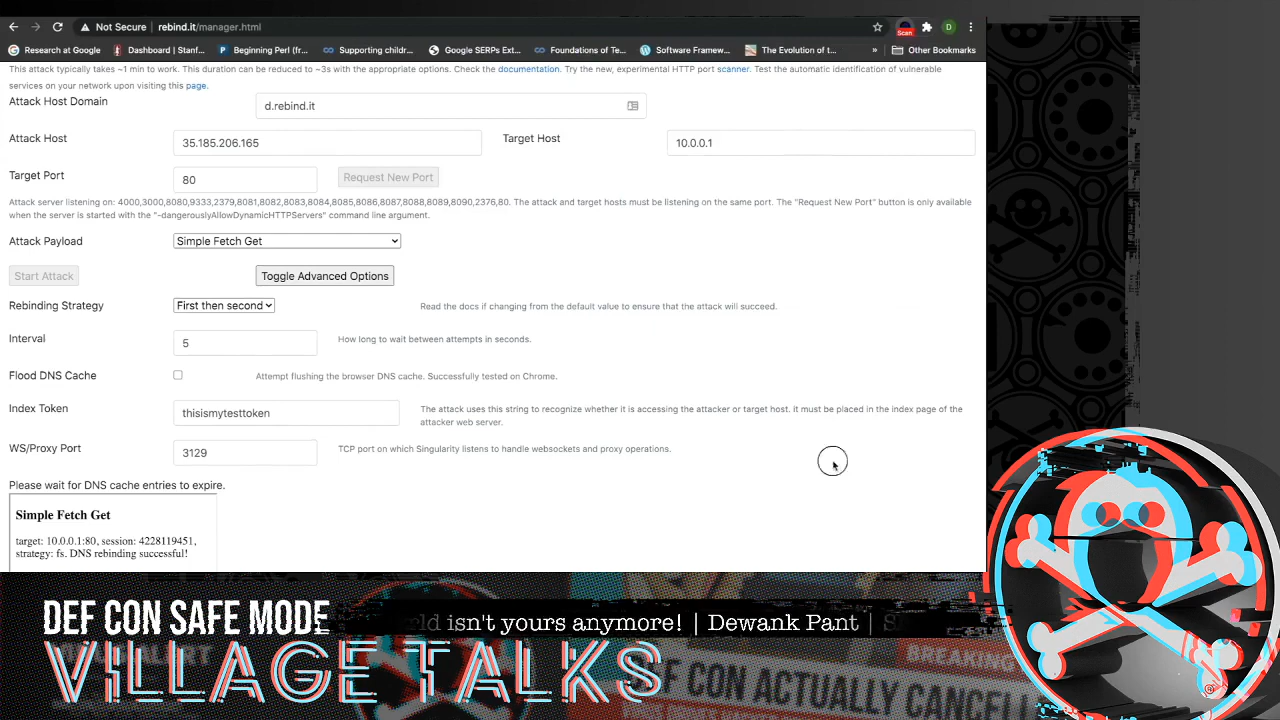 Not Secure | rebind.it/manager.html
Scan
D
Research at Google
Dashboard | Stan...
Beginning Perl (fr...
Supporting childr...
Google SERPs Ext...
Foundations of Te...
Software Framew...
The Evolution of t...
»
Other Bookmarks
This attack typically takes ~1 min to work. This duration can be reduced to ~3s with the appropriate options. Check the documentation. Try the new, experimental HTTP port scanner. Test the automatic identification of vulnerable
services on your network upon visiting this page.
Attack Host Domain
d.rebind.it
Attack Host
35.185.206.165
Target Host
10.0.0.1
Target Port
80
Request New Port
Attack server listening on: 4000,3000,8080,9333,2379,8081,8082,8083,8084,8085,8086,8087,8088,8089,8090,2376,80. The attack and target hosts must be listening on the same port. The "Request New Port" button is only available
when the server is started with the "-dangerouslyAllowDynamicHTTPServers" command line argument.
Attack Payload
Simple Fetch Get
Start Attack
Toggle Advanced Options
Rebinding Strategy
First then second
Read the docs if changing from the default value to ensure that the attack will succeed.
Interval
5
How long to wait between attempts in seconds.
Flood DNS Cache
Attempt flushing the browser DNS cache. Successfully tested on Chrome.
Index Token
thisismytesttoken
The attack uses this string to recognize whether it is accessing the attacker or target host. it must be placed in the index page of the
attacker web server.
WS/Proxy Port
3129
TCP port on which Singularity listens to handle websockets and proxy operations.
Please wait for DNS cache entries to expire.
Simple Fetch Get
target: 10.0.0.1:80, session: 4228119451,
strategy: fs. DNS rebinding successful!
DEF CON SAFE MODE
isn't yours anymore! | Dewank Pant |
VILLAGE TALKS
BREAKING
DEF CON ACTUALLY CANCELL